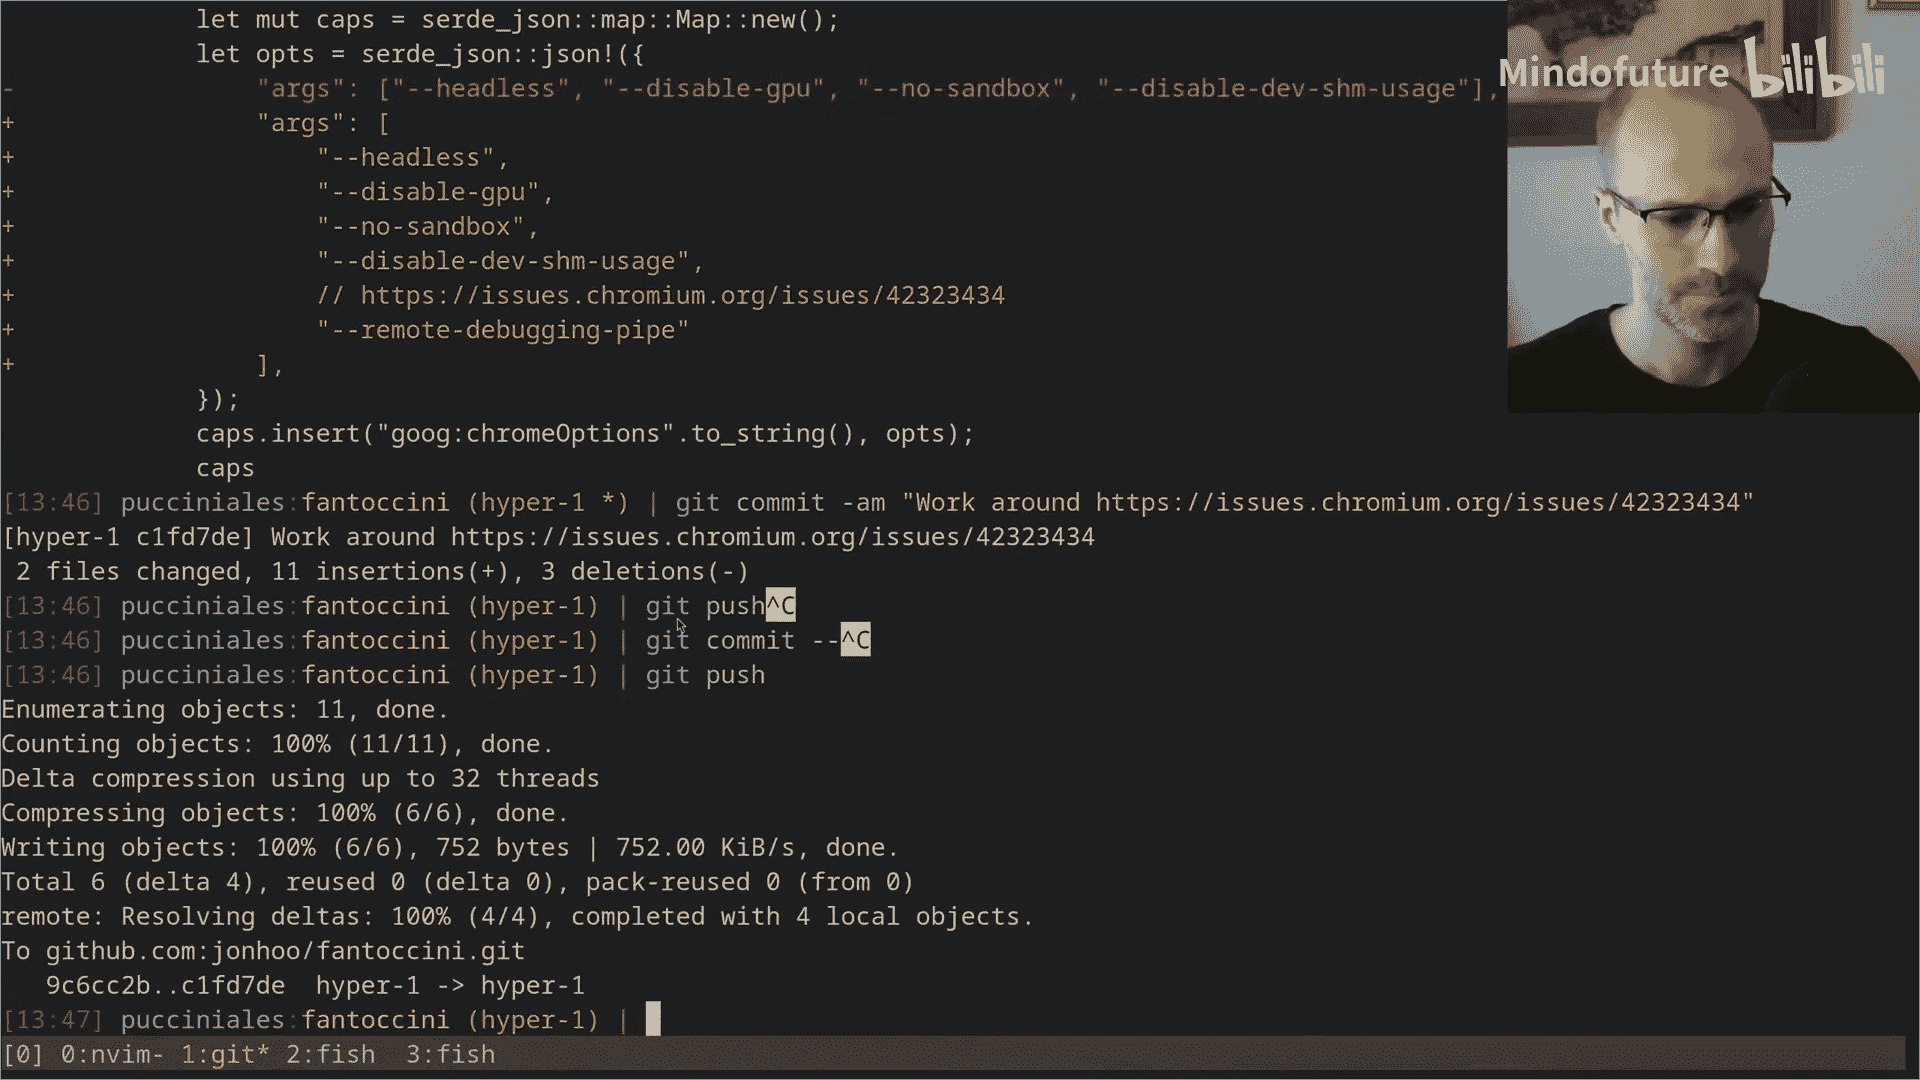 let mut caps = serde_json::map::Map::new();
let opts = serde_json::json!({
- "args": ["--headless", "--disable-gpu", "--no-sandbox", "--disable-dev-shm-usage"],
+ "args": [
+ "--headless",
+ "--disable-gpu",
+ "--no-sandbox",
+ "--disable-dev-shm-usage",
+ // https://issues.chromium.org/issues/42323434
+ "--remote-debugging-pipe"
+ ],
});
caps.insert("goog:chromeOptions".to_string(), opts);
caps
[13:46] pucciniales:fantoccini (hyper-1 *) | git commit -am "Work around https://issues.chromium.org/issues/42323434"
[hyper-1 c1fd7de] Work around https://issues.chromium.org/issues/42323434
2 files changed, 11 insertions(+), 3 deletions(-)
[13:46] pucciniales:fantoccini (hyper-1) | git push^C
[13:46] pucciniales:fantoccini (hyper-1) | git commit --^C
[13:46] pucciniales:fantoccini (hyper-1) | git push
Enumerating objects: 11, done.
Counting objects: 100% (11/11), done.
Delta compression using up to 32 threads
Compressing objects: 100% (6/6), done.
Writing objects: 100% (6/6), 752 bytes | 752.00 KiB/s, done.
Total 6 (delta 4), reused 0 (delta 0), pack-reused 0 (from 0)
remote: Resolving deltas: 100% (4/4), completed with 4 local objects.
To github.com:jonhoo/fantoccini.git
9c6cc2b..c1fd7de hyper-1 -> hyper-1
[13:47] pucciniales:fantoccini (hyper-1) |
[0] 0:nvim- 1:git* 2:fish 3:fish
Mindofuture bilibili